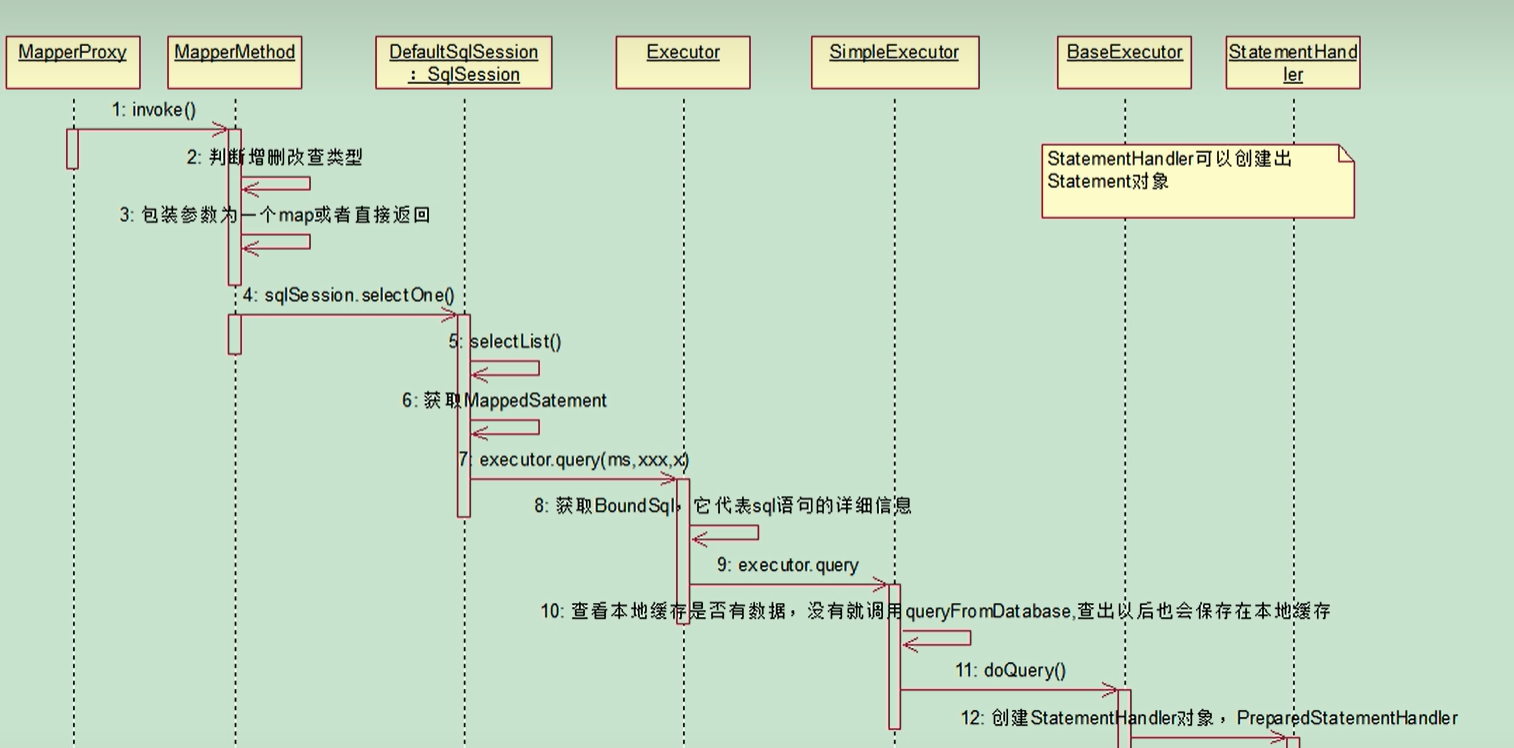 MapperProxy
MapperMethod
DefaultSqlSession
: SqlSession
Executor
SimpleExecutor
BaseExecutor
StatementHand
ler
1: invoke()
StatementHandler可以创建出
Statement对象
2: 判断增删改查类型
3: 包装参数为一个map或者直接返回
4: sqlSession.selectOne()
5: selectList()
6: 获取MappedSatement
7: executor.query(ms,xxx,x)
8: 获取BoundSql，它代表sql语句的详细信息
9: executor.query
10: 查看本地缓存是否有数据，没有就调用queryFromDatabase,查出以后也会保存在本地缓存
11: doQuery()
12: 创建StatementHandler对象，PreparedStatementHandler